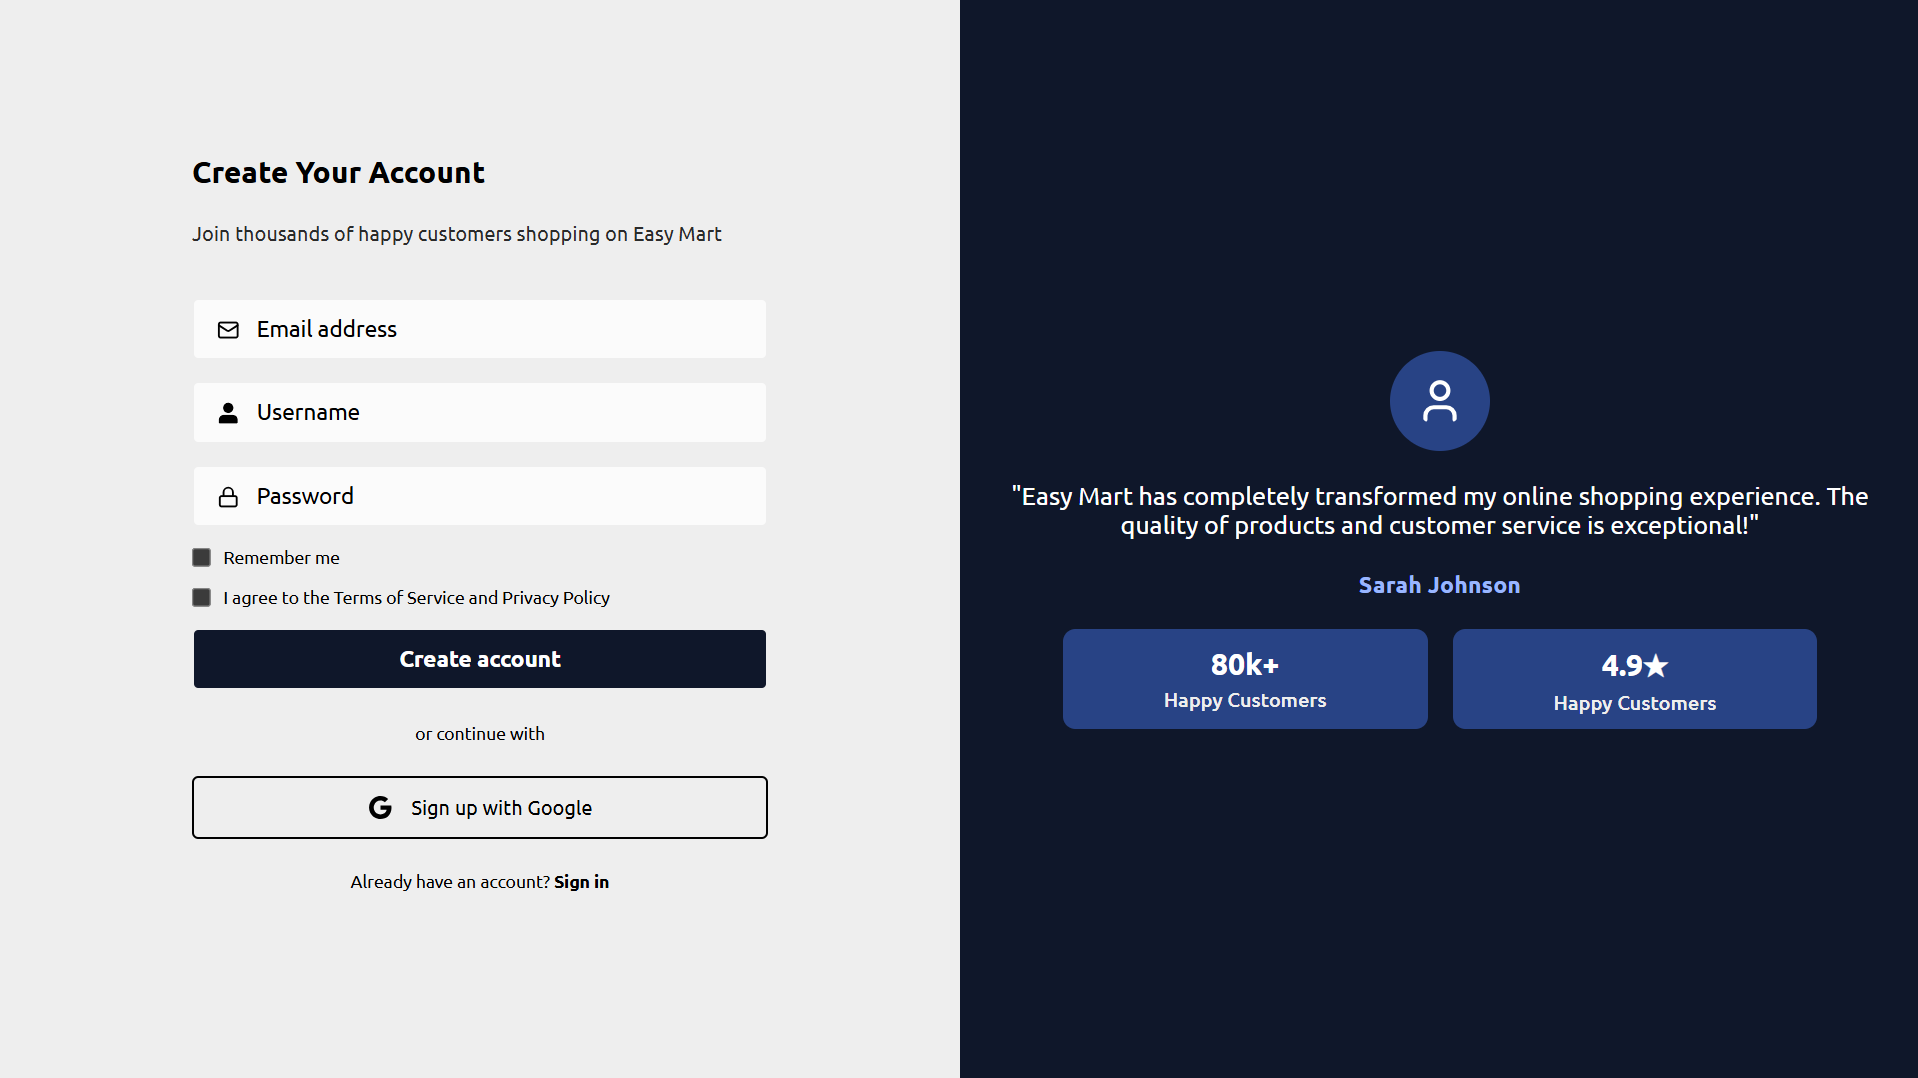 Create Your Account
Join thousands of happy customers shopping on Easy Mart
Email address
Username
Password
Remember me
I agree to the Terms of Service and Privacy Policy
Create account
or continue with
Sign up with Google
Already have an account? Sign in
"Easy Mart has completely transformed my online shopping experience. The
quality of products and customer service is exceptional!"
Sarah Johnson
80k+
Happy Customers
4.9★
Happy Customers